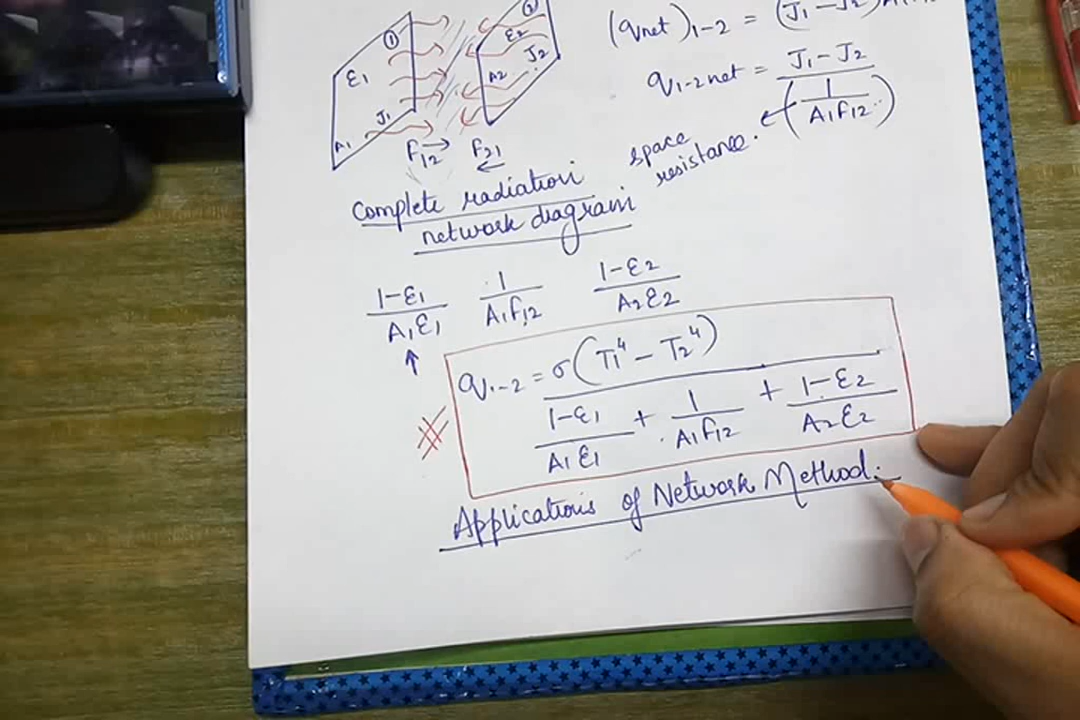 ① ②
ε1 ε2
J1 J2
A1 A2
F12 → F21 ←
(qnet)1-2 = (J1 - J2)
q1-2 net = J1 - J2 / (1 / A1F12)
space resistance.
Complete radiation
network diagram
1-ε1 / A1ε1 1 / A1F12 1-ε2 / A2ε2
q1-2 = σ(T1⁴ - T2⁴) / 1-ε1 / A1ε1 + 1 / A1F12 + 1-ε2 / A2ε2
Applications of Network Method: